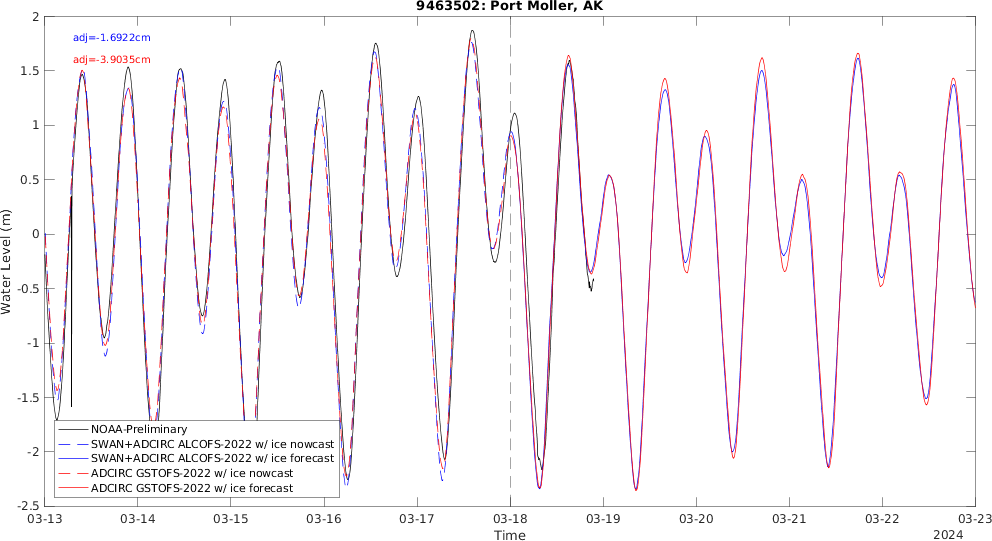 9463502: Port Moller, AK
adj=-1.6922cm
adj=-3.9035cm
2
1.5
1
0.5
0
-0.5
-1
-1.5
-2
-2.5
Water Level (m)
NOAA-Preliminary
SWAN+ADCIRC ALCOFS-2022 w/ ice nowcast
SWAN+ADCIRC ALCOFS-2022 w/ ice forecast
ADCIRC GSTOFS-2022 w/ ice nowcast
ADCIRC GSTOFS-2022 w/ ice forecast
03-13 03-14 03-15 03-16 03-17 03-18 03-19 03-20 03-21 03-22 03-23
Time
2024